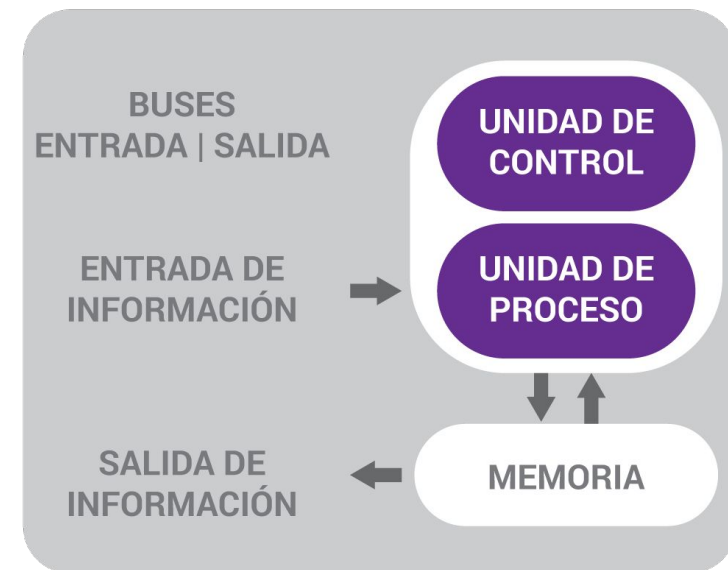 BUSES
ENTRADA | SALIDA
UNIDAD DE
CONTROL
ENTRADA DE
INFORMACIÓN
UNIDAD DE
PROCESO
SALIDA DE
INFORMACIÓN
MEMORIA